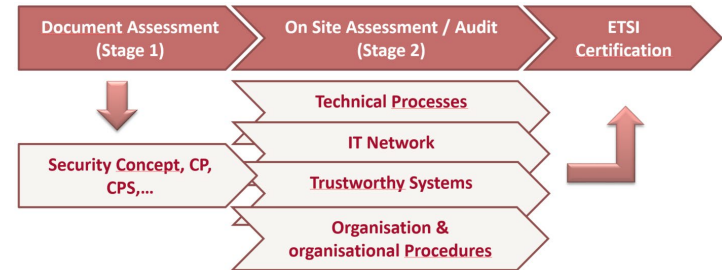 Document Assessment
(Stage 1)
On Site Assessment / Audit
(Stage 2)
ETSI
Certification
Technical Processes
IT Network
Security Concept, CP,
CPS,...
Trustworthy Systems
Organisation &
organisational Procedures